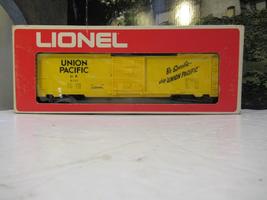 LIONEL
UNION
PACIFIC
U.P.
Be Specific-
ship UNION PACIFIC